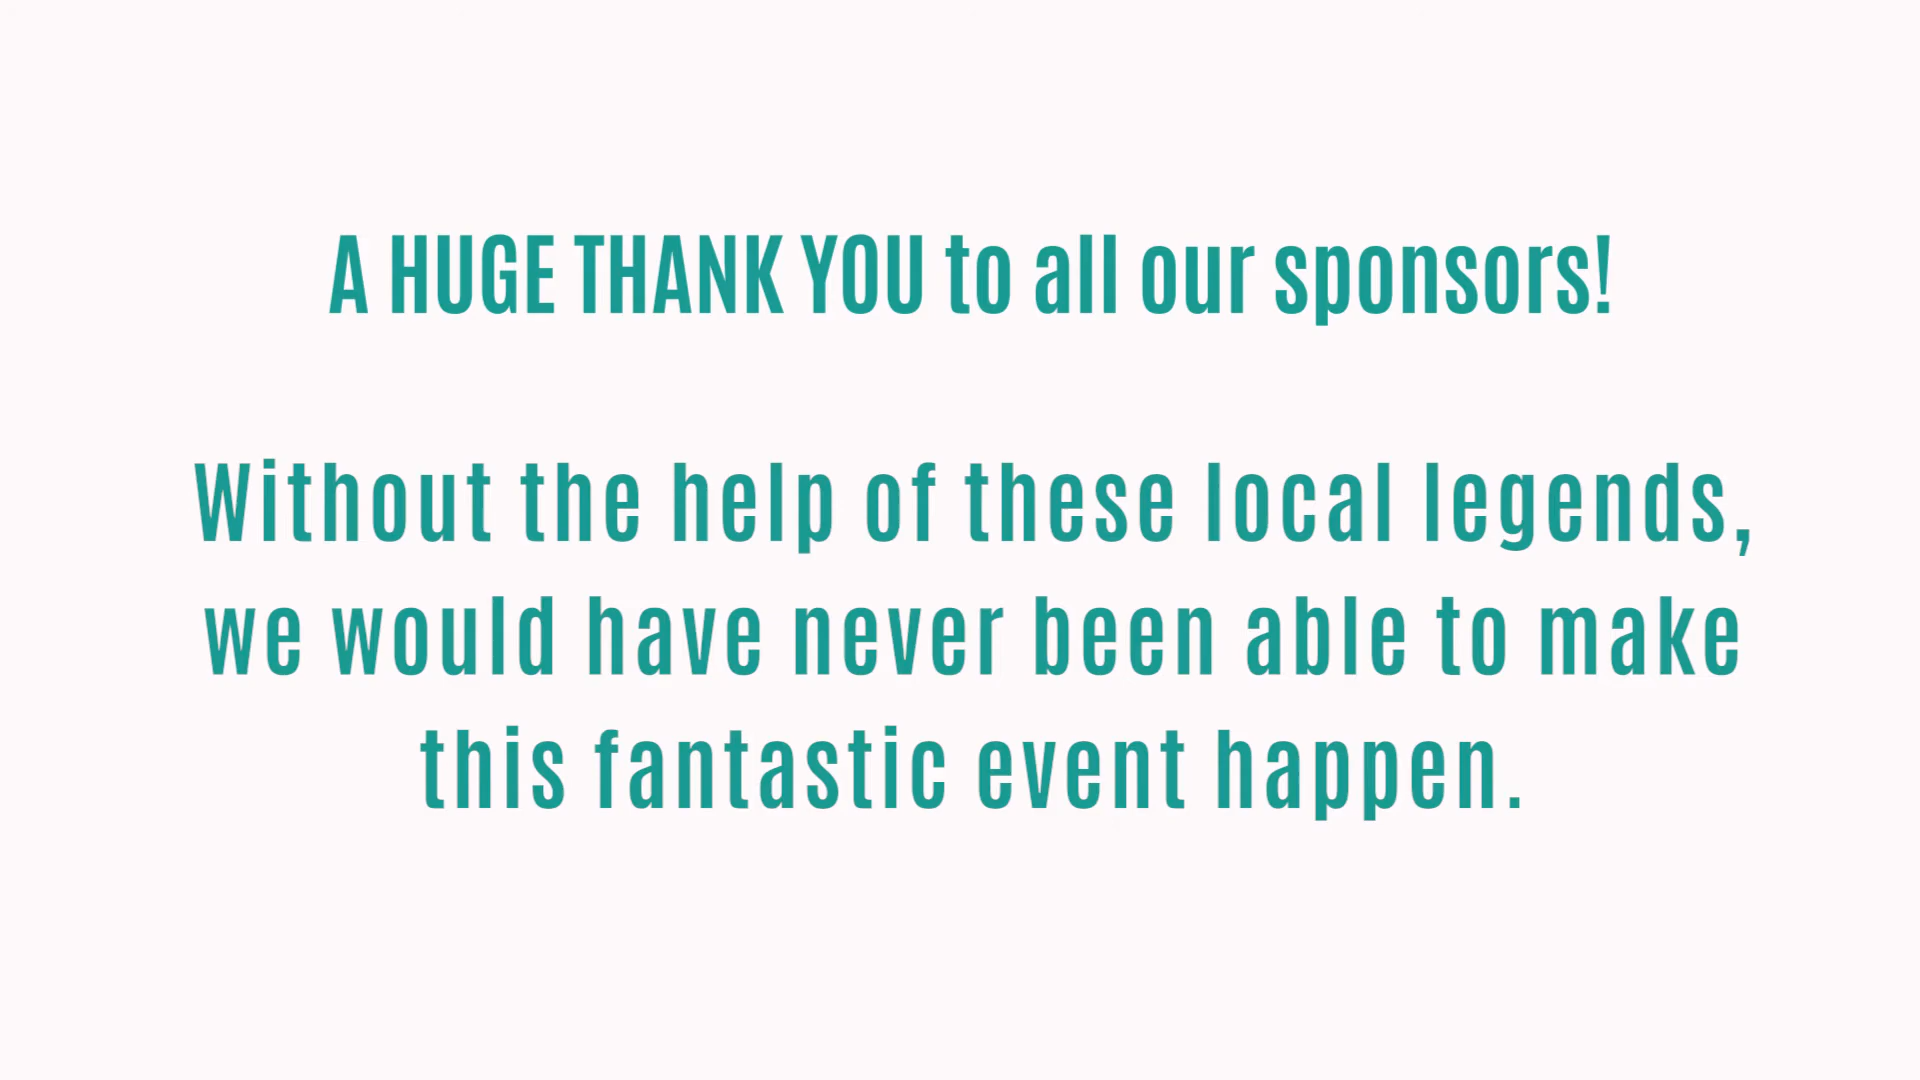 A HUGE THANK YOU to all our sponsors!
Without the help of these local legends,
we would have never been able to make
this fantastic event happen.